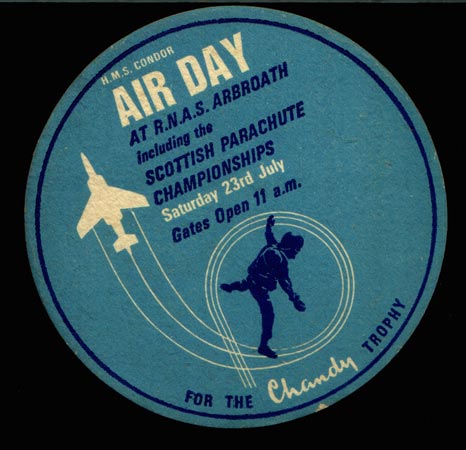 H.M.S. CONDOR
AIR DAY
AT R.N.A.S. ARBROATH
including the
SCOTTISH PARACHUTE
CHAMPIONSHIPS
Saturday 23rd July
Gates Open 11 a.m.
FOR THE Chandy TROPHY